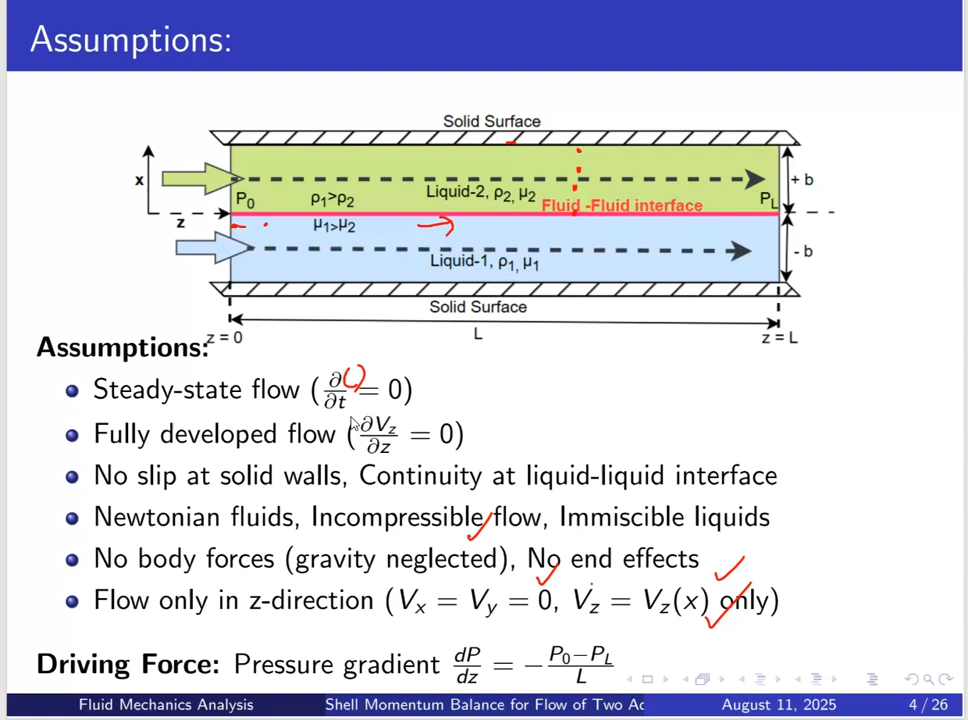 Assumptions:
Solid Surface
x
P₀
ρ₁>ρ₂
Liquid-2, ρ₂, μ₂
Fluid -Fluid interface
P_L
+ b
z
μ₁>μ₂
Liquid-1, ρ₁, μ₁
- b
Solid Surface
z = 0
L
z = L
Assumptions:
Steady-state flow (∂()/∂t = 0)
Fully developed flow (∂V_z/∂z = 0)
No slip at solid walls, Continuity at liquid-liquid interface
Newtonian fluids, Incompressible flow, Immiscible liquids
No body forces (gravity neglected), No end effects
Flow only in z-direction (V_x = V_y = 0, V_z = V_z(x) only)
Driving Force: Pressure gradient dP/dz = −(P₀−P_L)/L
Fluid Mechanics Analysis
Shell Momentum Balance for Flow of Two Ac
August 11, 2025
4 / 26